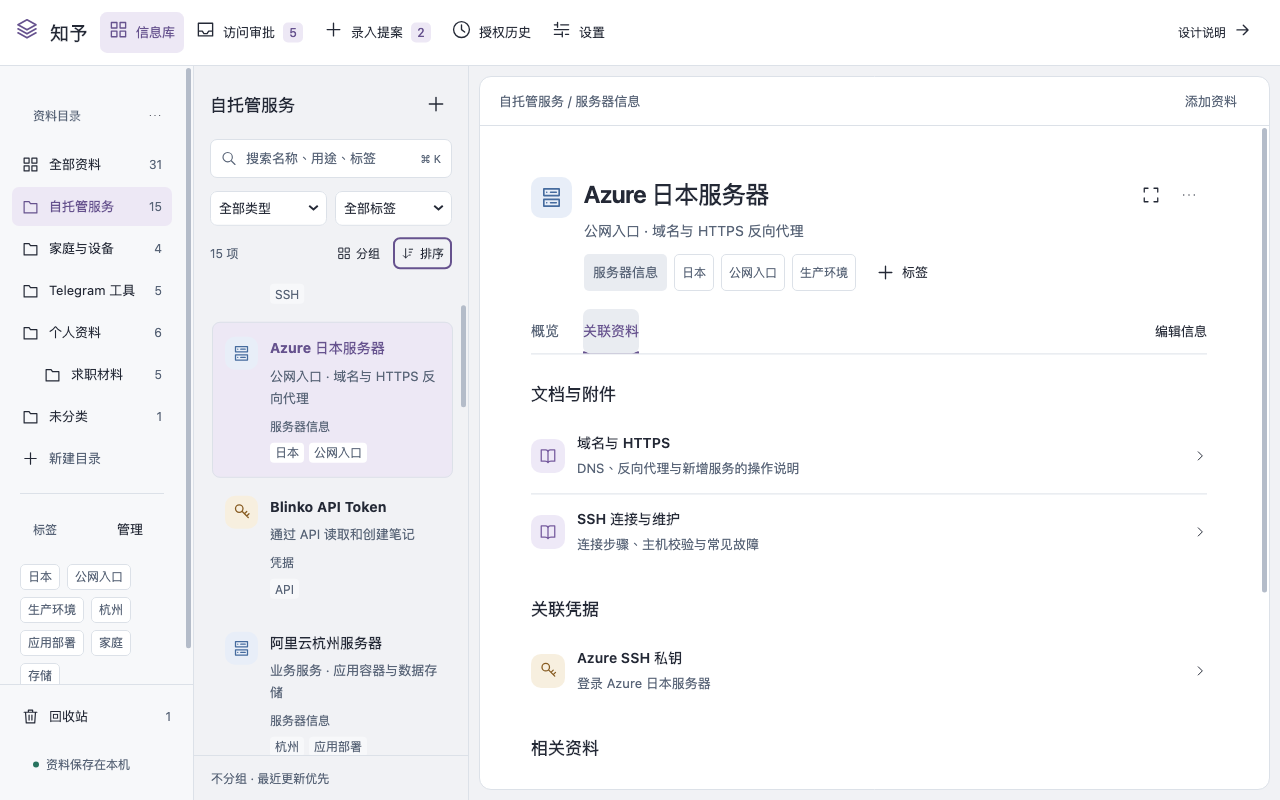 知予
信息库
访问审批 5
录入提案 2
授权历史
设置
设计说明
资料目录
全部资料 31
自托管服务 15
家庭与设备 4
Telegram 工具 5
个人资料 6
求职材料 5
未分类 1
新建目录
标签 管理
日本 公网入口
生产环境 杭州
应用部署 家庭
存储
回收站 1
资料保存在本机
自托管服务
搜索名称、用途、标签 ⌘ K
全部类型 全部标签
15 项 分组 排序
SSH
Azure 日本服务器
公网入口 · 域名与 HTTPS 反
向代理
服务器信息
日本 公网入口
Blinko API Token
通过 API 读取和创建笔记
凭据
API
阿里云杭州服务器
业务服务 · 应用容器与数据存
储
服务器信息
杭州 应用部署
不分组 · 最近更新优先
自托管服务 / 服务器信息 添加资料
Azure 日本服务器
公网入口 · 域名与 HTTPS 反向代理
服务器信息 日本 公网入口 生产环境 标签
概览 关联资料 编辑信息
文档与附件
域名与 HTTPS
DNS、反向代理与新增服务的操作说明
SSH 连接与维护
连接步骤、主机校验与常见故障
关联凭据
Azure SSH 私钥
登录 Azure 日本服务器
相关资料